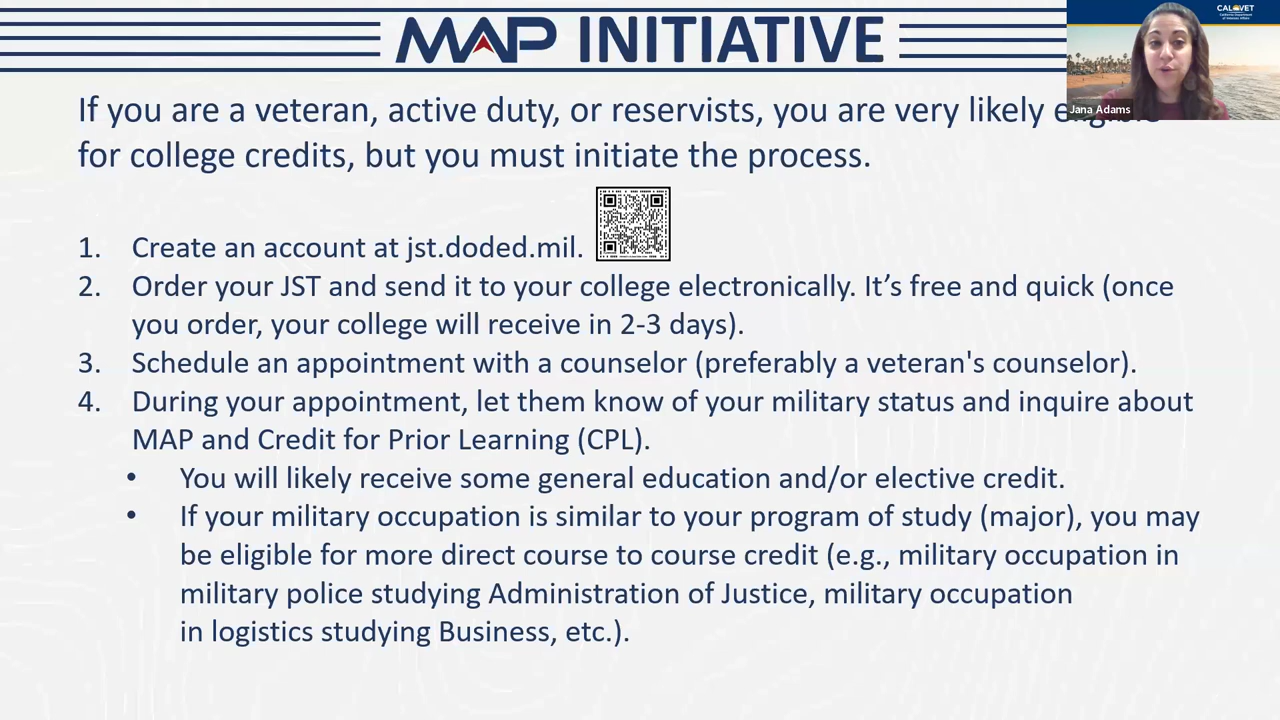 MAP INITIATIVE
CALVET
Jana Adams
If you are a veteran, active duty, or reservists, you are very likely
for college credits, but you must initiate the process.
1. Create an account at jst.doded.mil.
2. Order your JST and send it to your college electronically. It’s free and quick (once
you order, your college will receive in 2-3 days).
3. Schedule an appointment with a counselor (preferably a veteran's counselor).
4. During your appointment, let them know of your military status and inquire about
MAP and Credit for Prior Learning (CPL).
• You will likely receive some general education and/or elective credit.
• If your military occupation is similar to your program of study (major), you may
be eligible for more direct course to course credit (e.g., military occupation in
military police studying Administration of Justice, military occupation
in logistics studying Business, etc.).